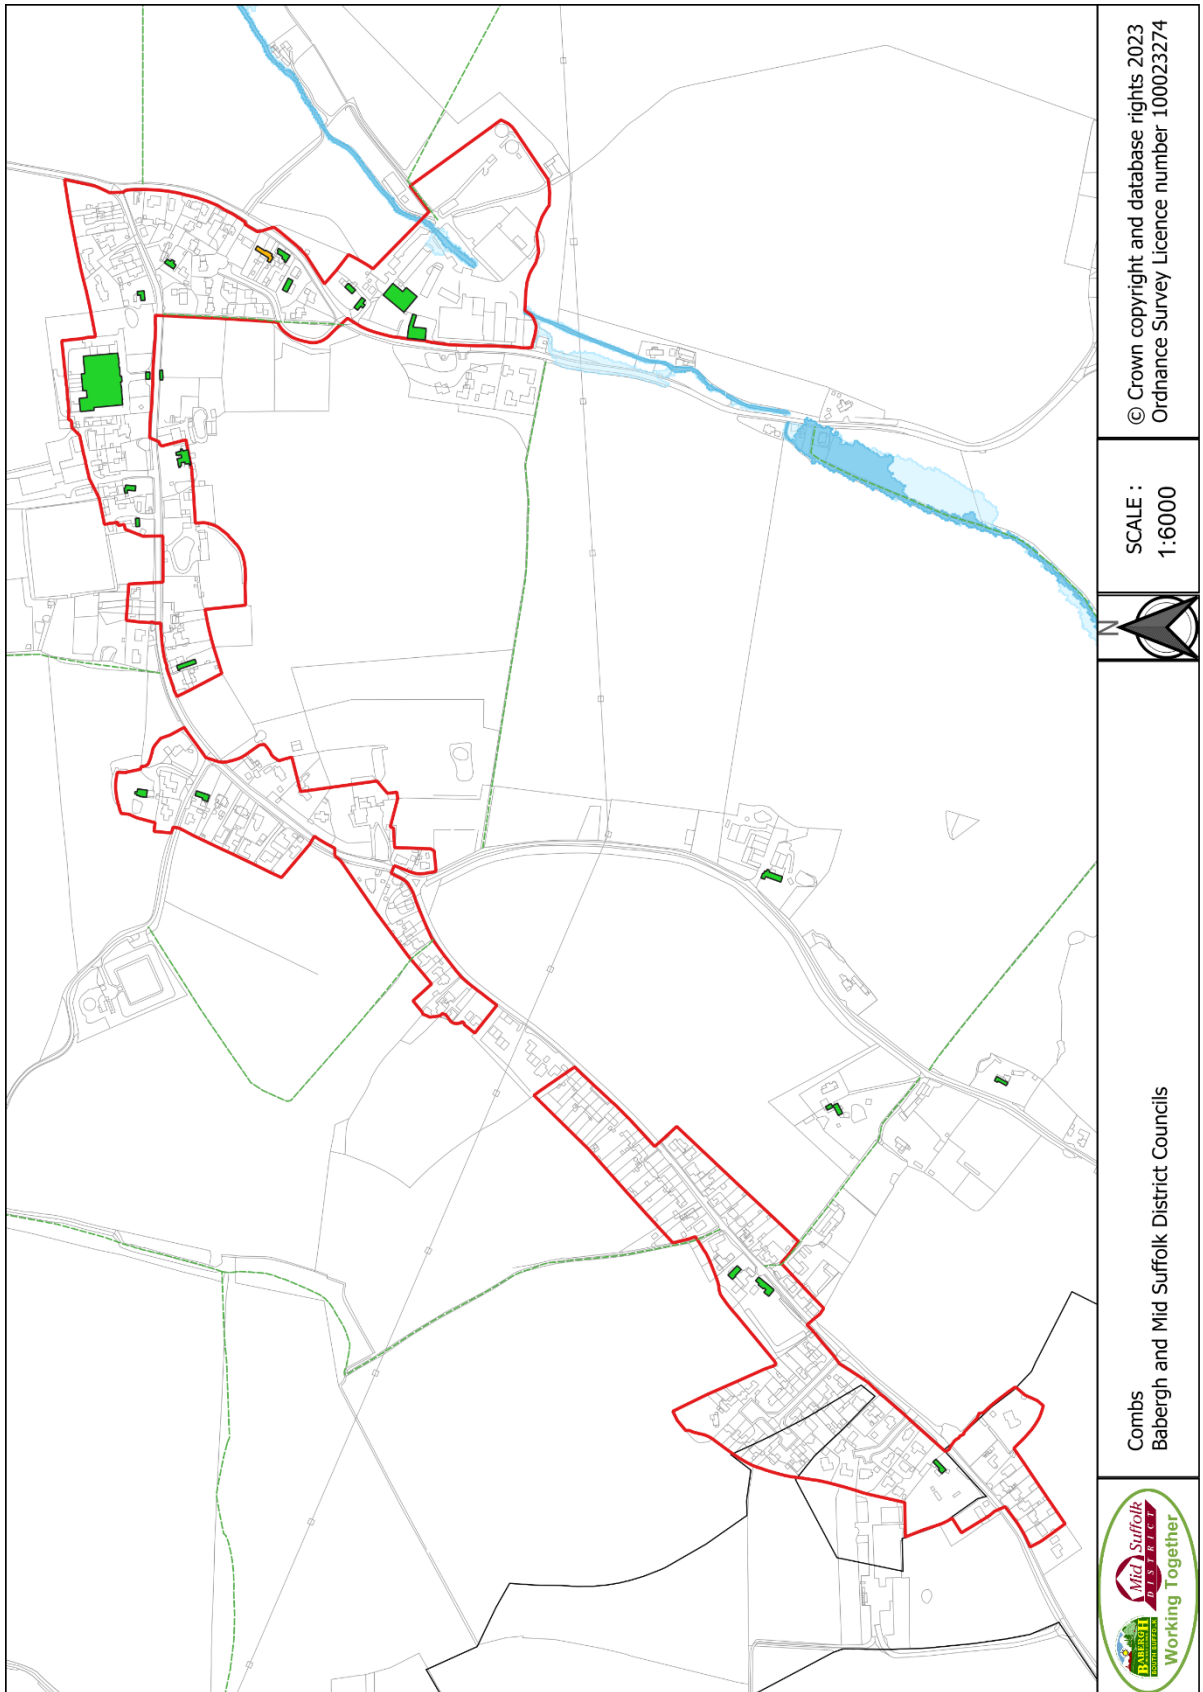 Combs
Babergh and Mid Suffolk District Councils
SCALE :
1:6000
© Crown copyright and database rights 2023
Ordnance Survey Licence number 100023274
N
BABERGH
SOUTH SUFFOLK
Mid Suffolk
DISTRICT
Working Together